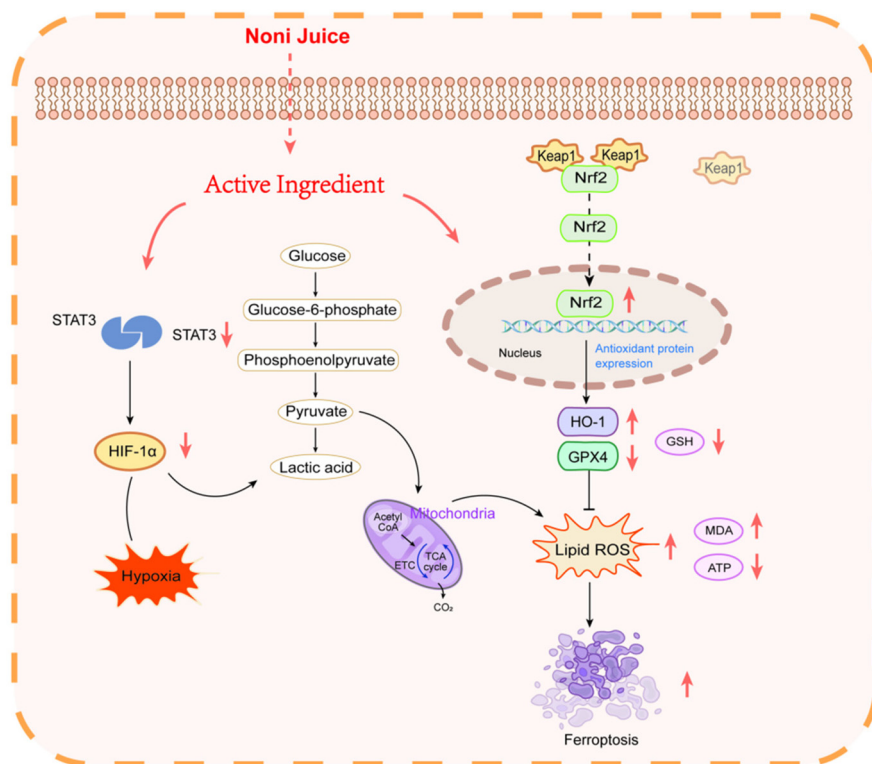 Noni Juice
Active Ingredient
Keap1
Keap1
Nrf2
Keap1
Nrf2
Nrf2
Nucleus
Antioxidant protein
expression
STAT3
STAT3
HIF-1α
Hypoxia
Glucose
Glucose-6-phosphate
Phosphoenolpyruvate
Pyruvate
Lactic acid
Mitochondria
Acetyl
CoA
ETC
TCA
cycle
CO₂
HO-1
GPX4
GSH
Lipid ROS
MDA
ATP
Ferroptosis